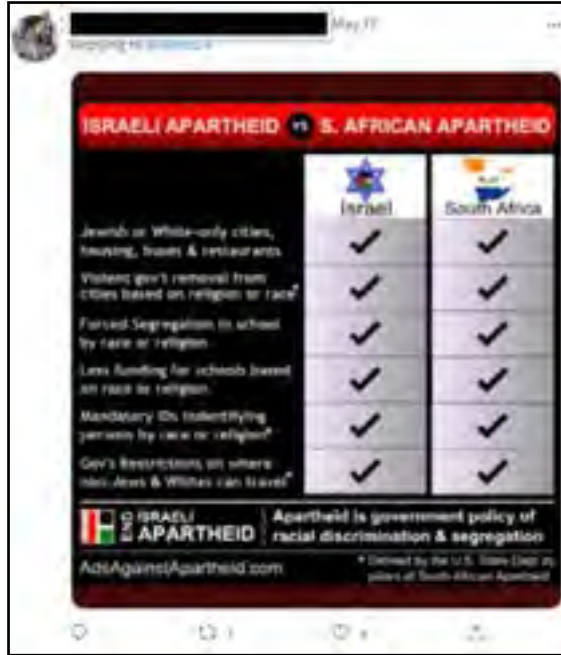 May 17
Replying to
ISRAELI APARTHEID vs S. AFRICAN APARTHEID
Israel
South Africa
Jewish or White-only cities,
housing, buses & restaurants
Violent gov't removal from
cities based on religion or race*
Forced Segregation in school
by race or religion
Less funding for schools based
on race or religion
Mandatory IDs indentifying
persons by race or religion*
Gov't Restrictions on where
non-Jews & Whites can travel*
END ISRAELI
APARTHEID
Apartheid is government policy of
racial discrimination & segregation
AdsAgainstApartheid.com
* Defined by the U.S. State Dept as
pillars of South African Apartheid